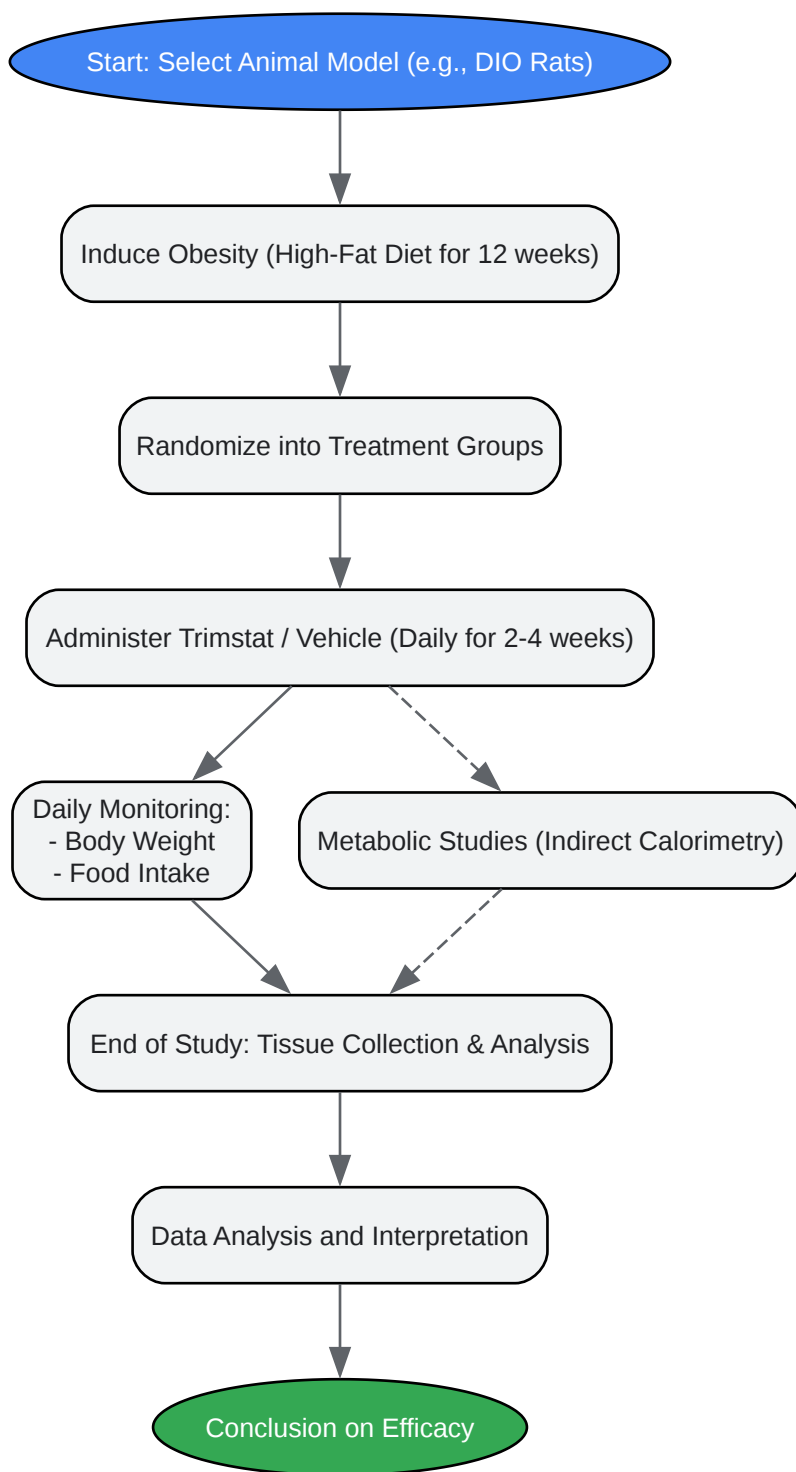 Start: Select Animal Model (e.g., DIO Rats)
Induce Obesity (High-Fat Diet for 12 weeks)
Randomize into Treatment Groups
Administer Trimstat / Vehicle (Daily for 2-4 weeks)
Daily Monitoring:
- Body Weight
- Food Intake
Metabolic Studies (Indirect Calorimetry)
End of Study: Tissue Collection & Analysis
Data Analysis and Interpretation
Conclusion on Efficacy